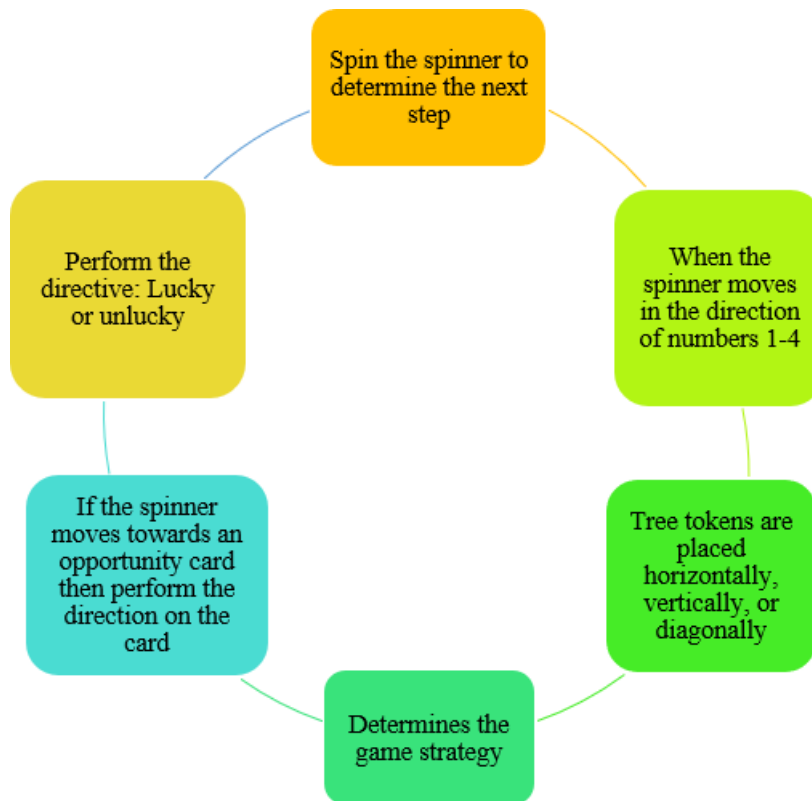 Spin the spinner to
determine the next
step
When the
spinner moves
in the direction
of numbers 1-4
Tree tokens are
placed
horizontally,
vertically, or
diagonally
Determines the
game strategy
If the spinner
moves towards an
opportunity card
then perform the
direction on the
card
Perform the
directive: Lucky
or unlucky